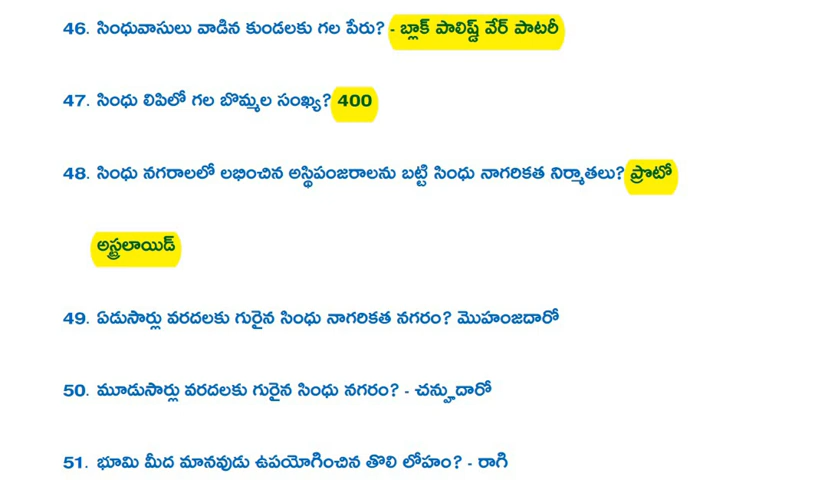 46. సింధువాసులు వాడిన కుండలకు గల పేరు? - బ్లాక్ పాలిష్డ్ వేర్ పాటరీ
47. సింధు లిపిలో గల బొమ్మల సంఖ్య? 400
48. సింధు నగరాలలో లభించిన అస్థిపంజరాలను బట్టి సింధు నాగరికత నిర్మాతలు? ప్రొటో
అస్ట్రలాయిడ్
49. ఏడుసార్లు వరదలకు గురైన సింధు నాగరికత నగరం? మొహంజదారో
50. మూడుసార్లు వరదలకు గురైన సింధు నగరం? - చన్హుదారో
51. భూమి మీద మానవుడు ఉపయోగించిన తొలి లోహం? - రాగి